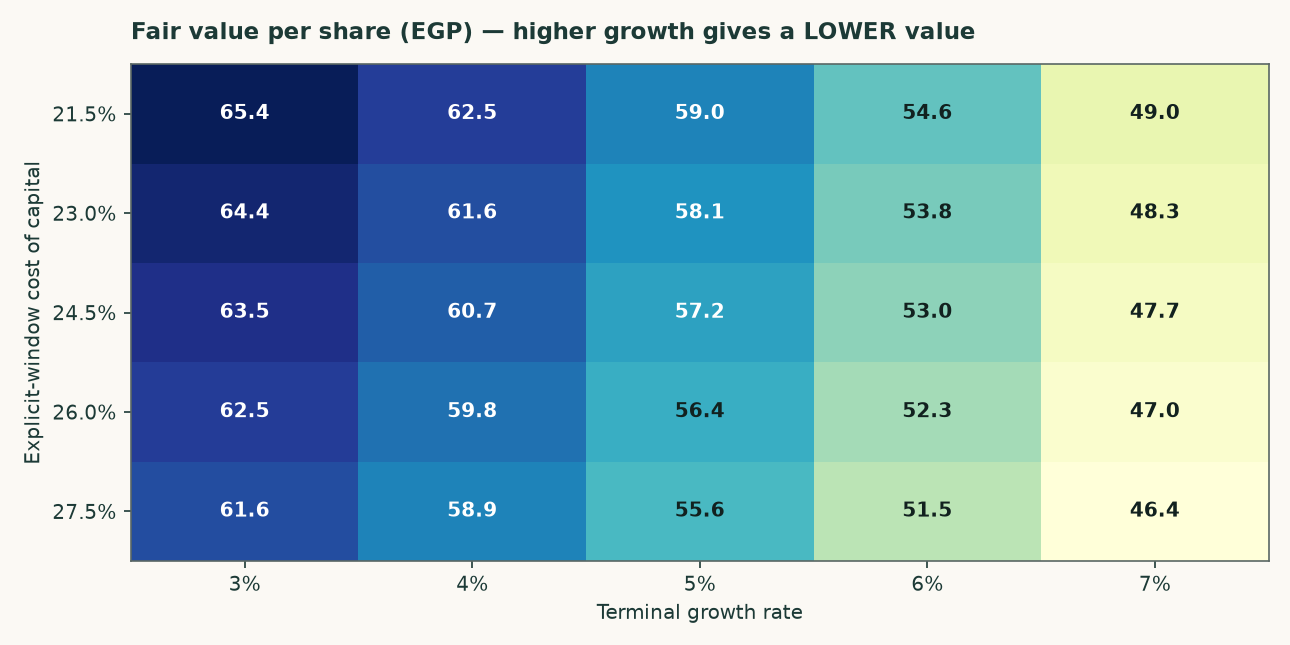 Fair value per share (EGP) — higher growth gives a LOWER value
Explicit-window cost of capital
21.5% 65.4 62.5 59.0 54.6 49.0
23.0% 64.4 61.6 58.1 53.8 48.3
24.5% 63.5 60.7 57.2 53.0 47.7
26.0% 62.5 59.8 56.4 52.3 47.0
27.5% 61.6 58.9 55.6 51.5 46.4
3% 4% 5% 6% 7%
Terminal growth rate